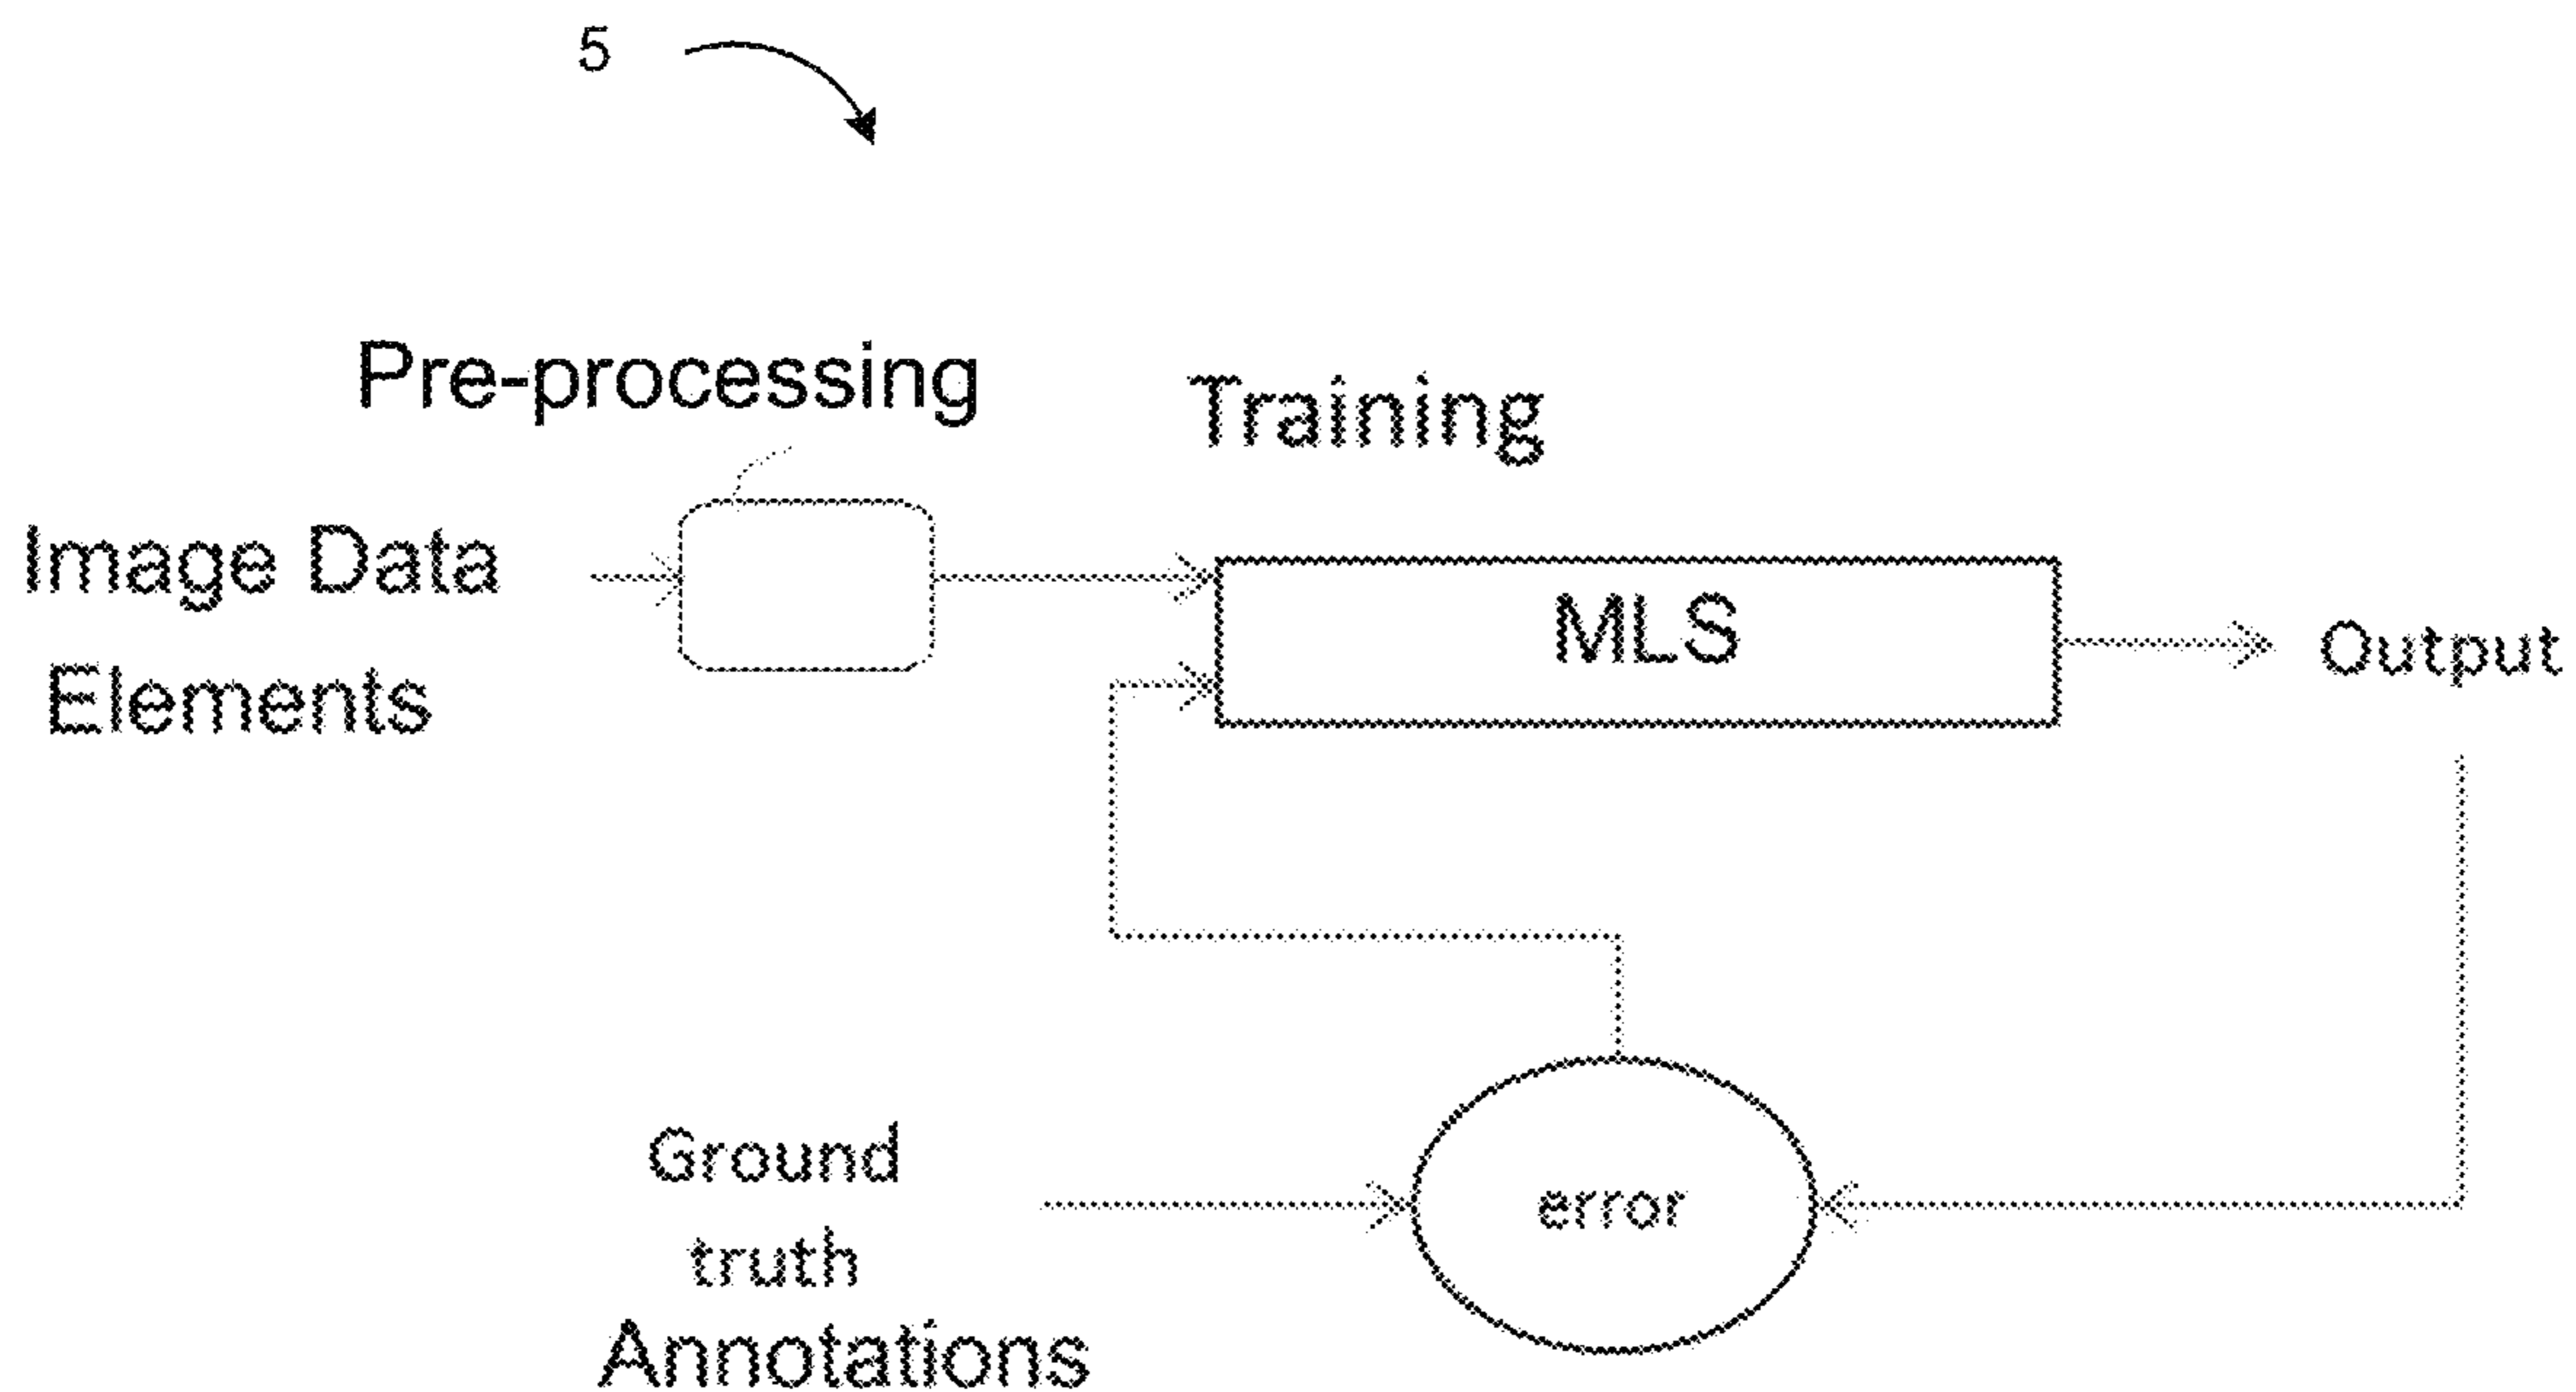 5
Pre-processing
Training
Image Data
Elements
MLS
Output
Ground
truth
Annotations
error